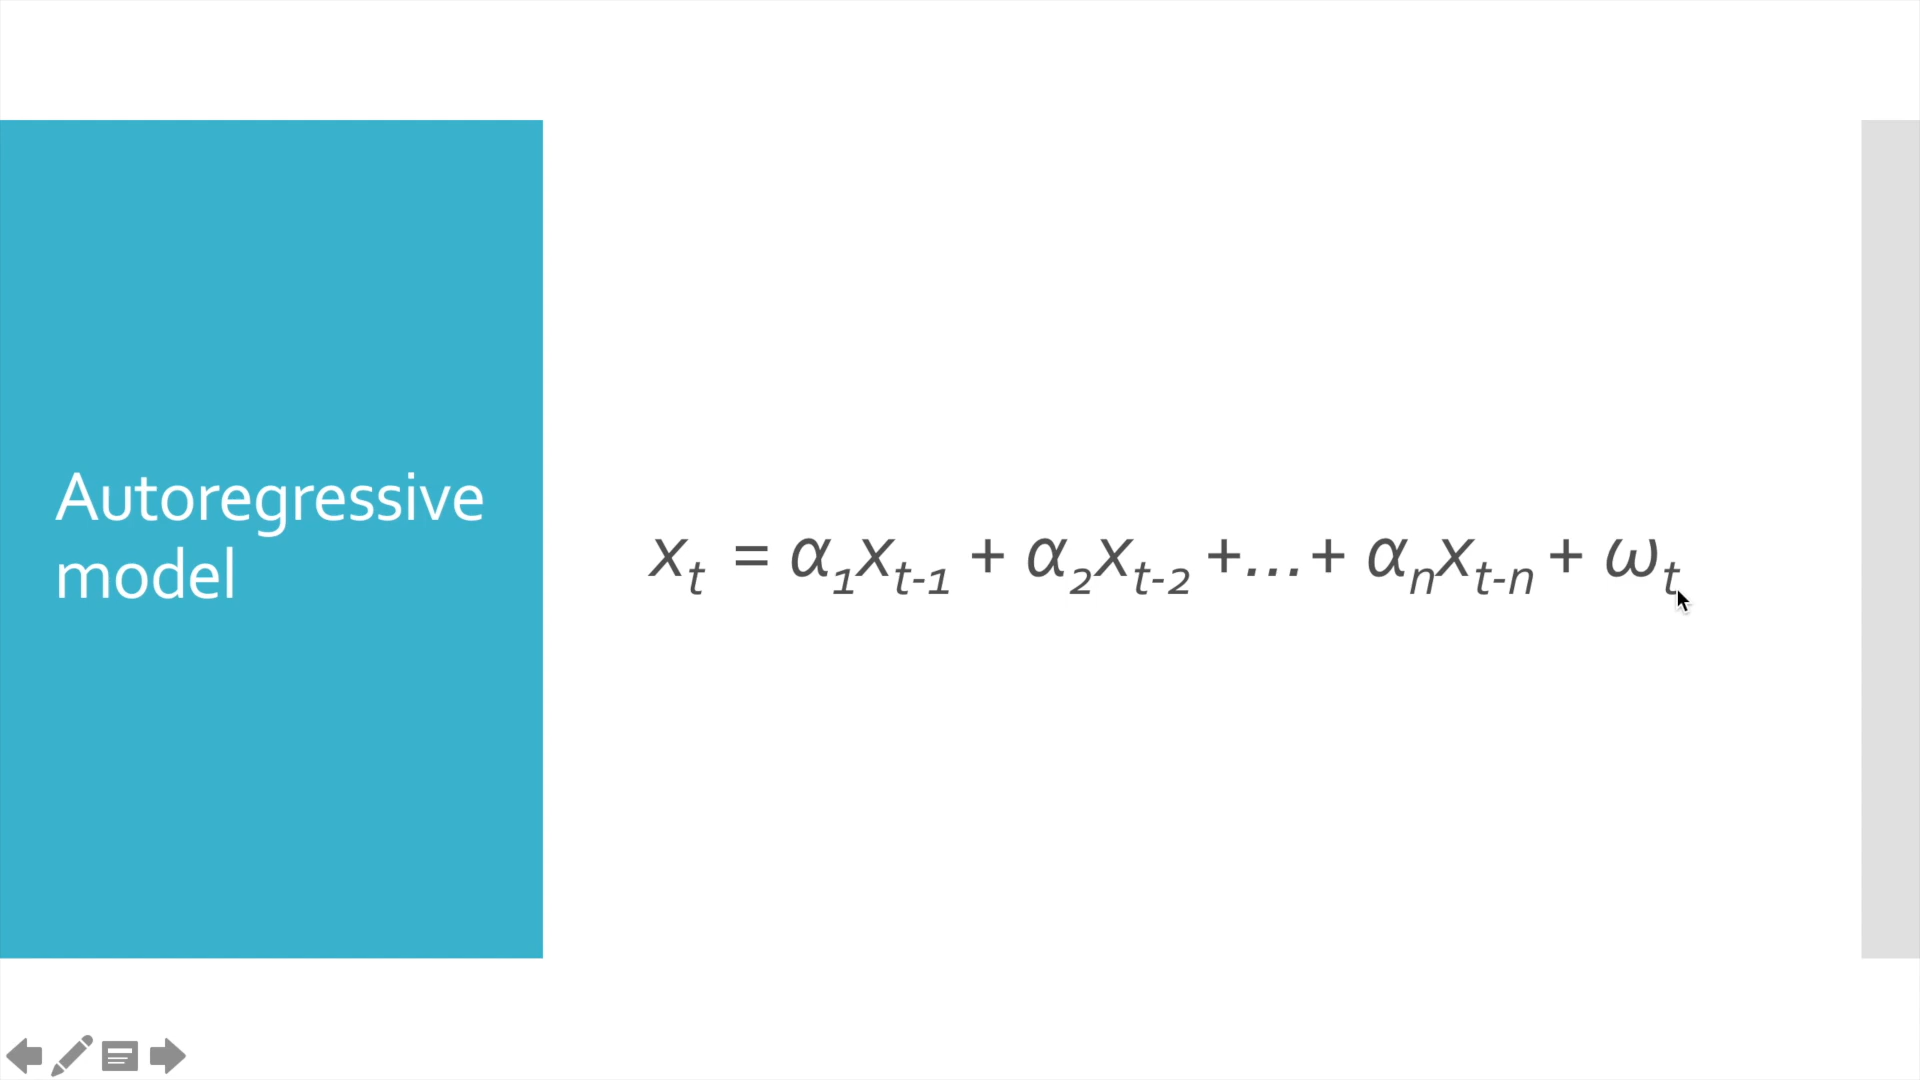 Autoregressive
model
xₜ = α₁xₜ₋₁ + α₂xₜ₋₂ +...+ αₙxₜ₋ₙ + ωₜ